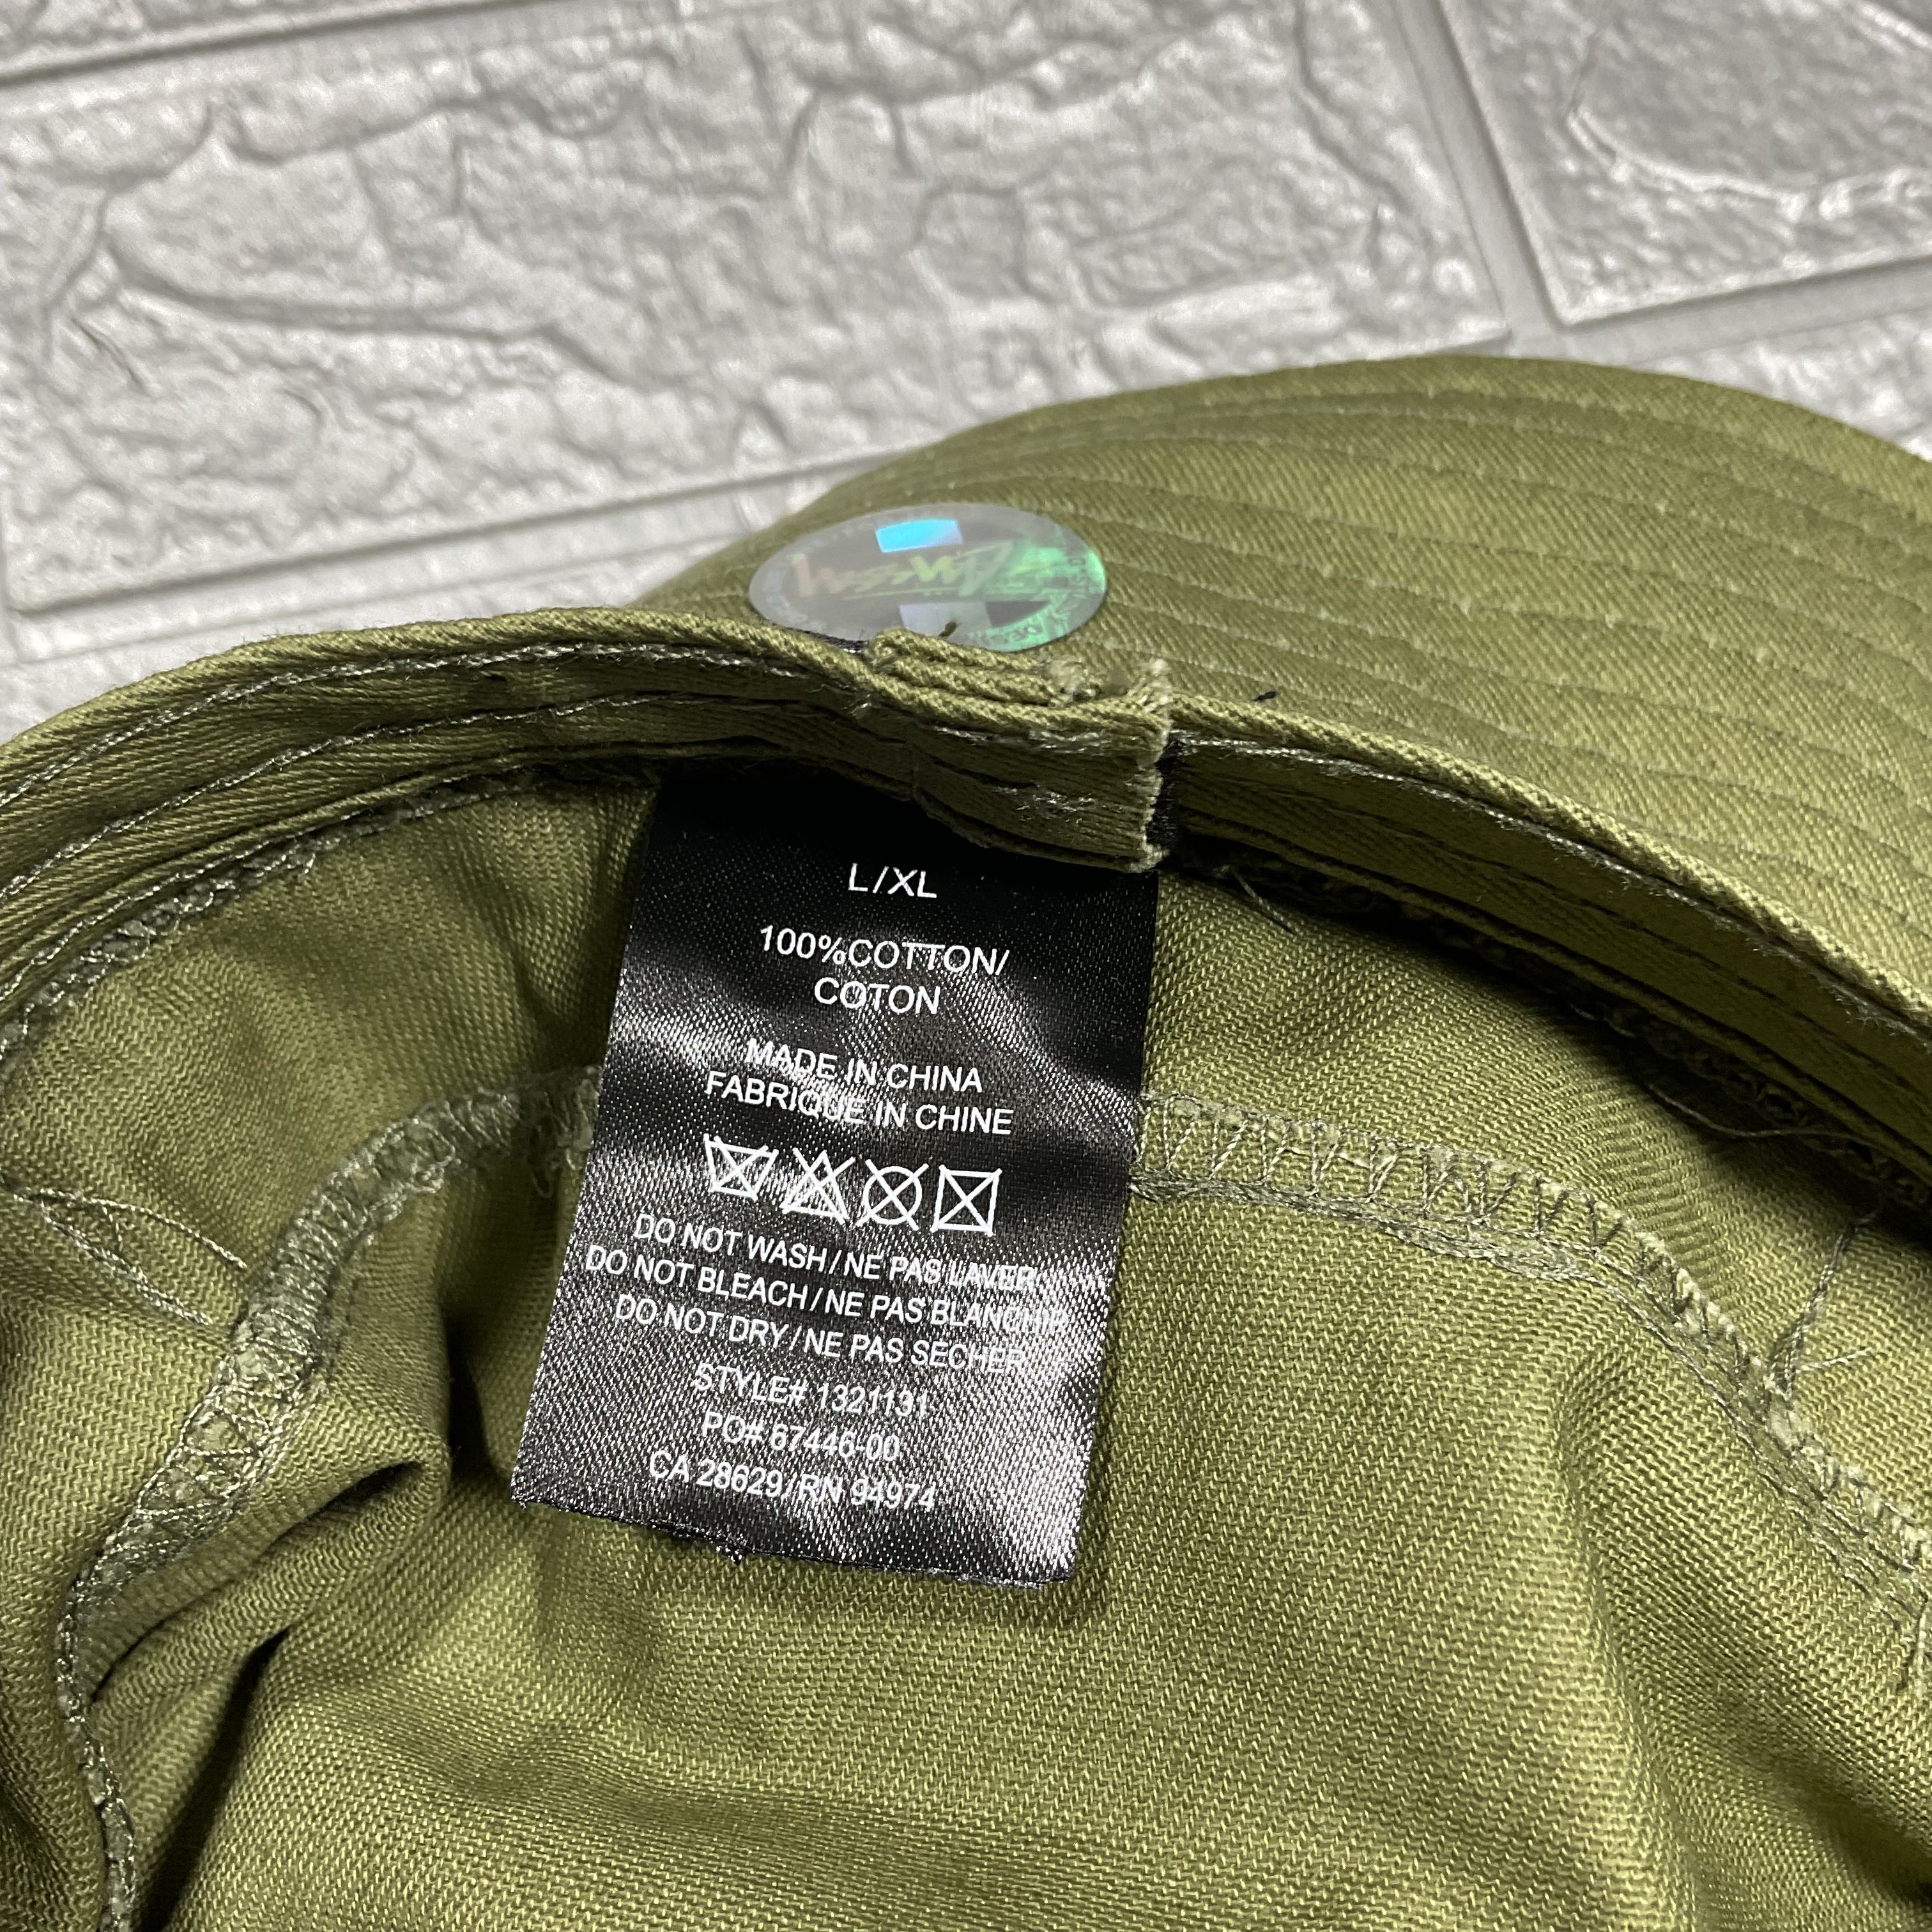 L/XL
100%COTTON/
COTON
MADE IN CHINA
FABRIQUE IN CHINE
DO NOT WASH/NE PAS LAVER
DO NOT BLEACH/NE PAS BLANCHIR
DO NOT DRY/NE PAS SECHER
STYLE# 1321131
PO# 67446-00
CA 28629/RN 94974